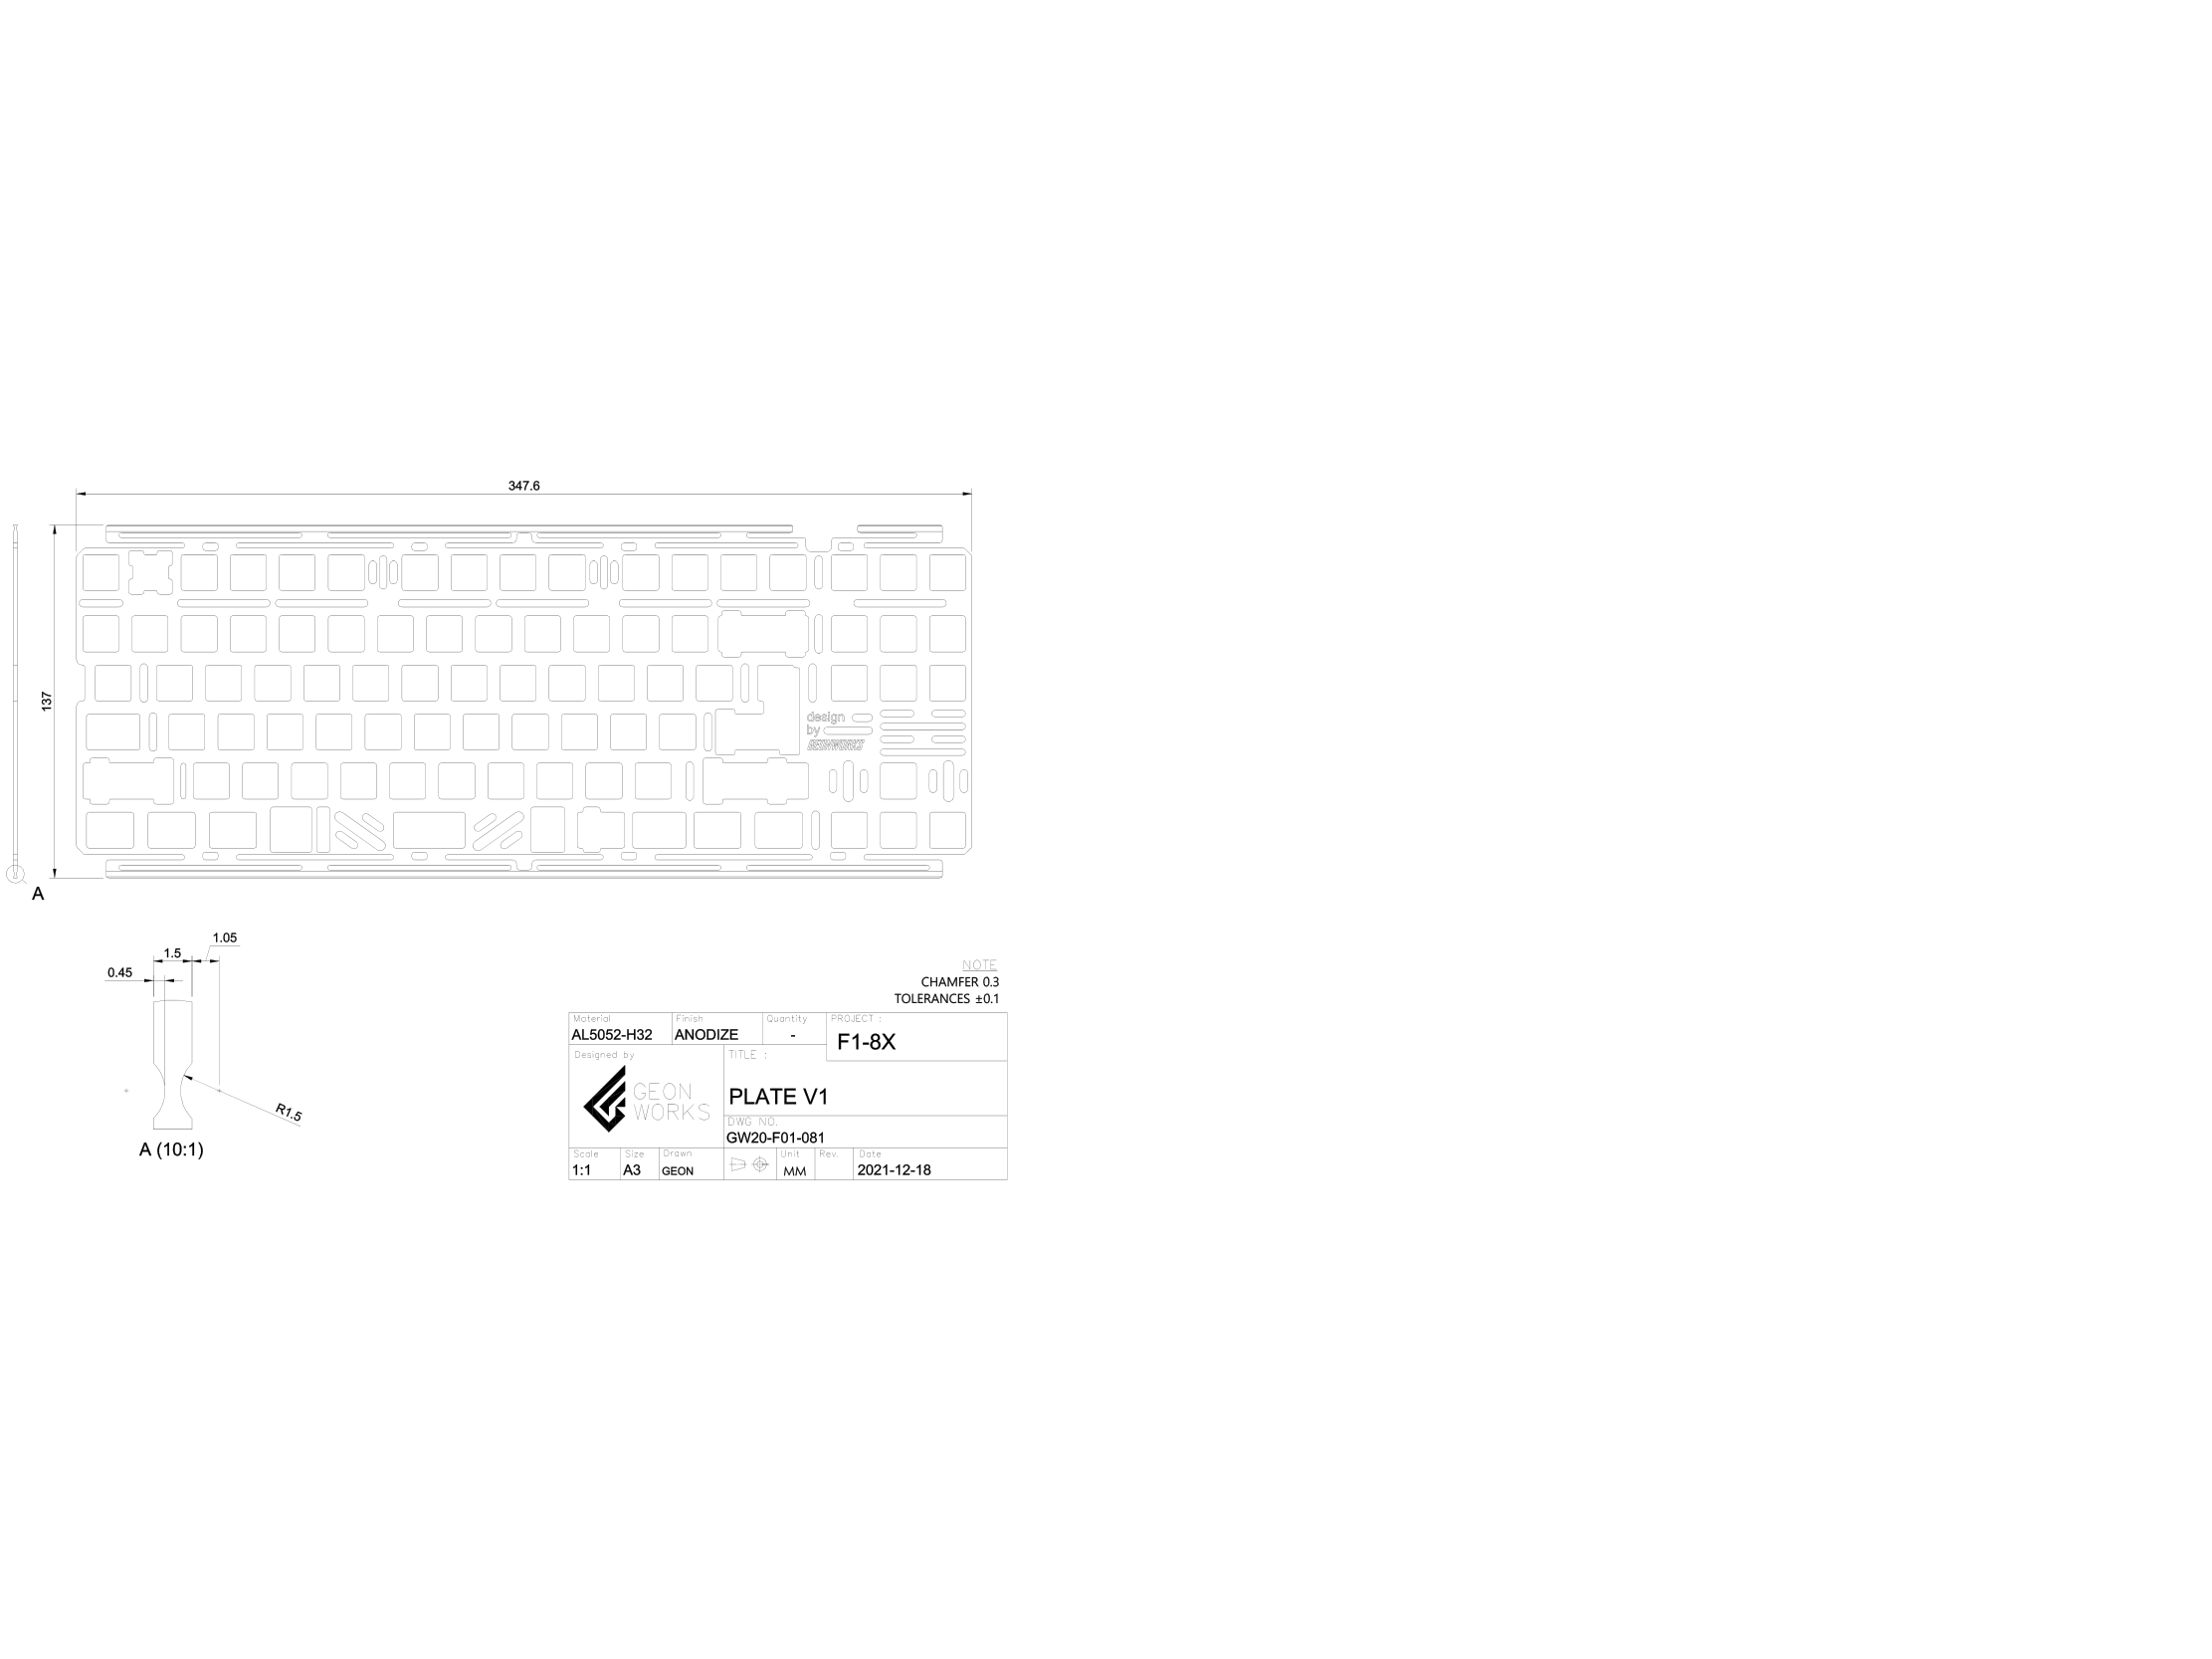 347.6
137
design
by
GEONWORKS
A
1.05
1.5
0.45
R1.5
A (10:1)
NOTE
CHAMFER 0.3
TOLERANCES ±0.1
Material
AL5052-H32
Finish
ANODIZE
Quantity
-
PROJECT :
F1-8X
Designed by
GEON
WORKS
TITLE :
PLATE V1
DWG NO.
GW20-F01-081
Scale
1:1
Size
A3
Drawn
GEON
Unit
MM
Rev.
Date
2021-12-18